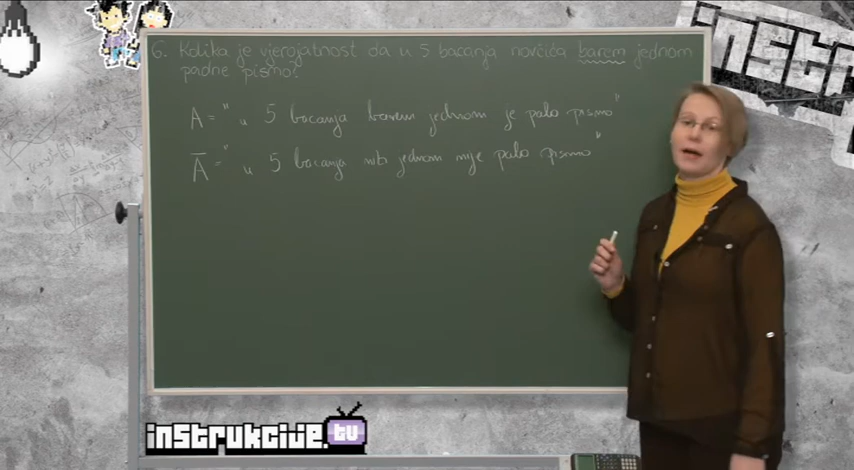 6. Kolika je vjerojatnost da u 5 bacanja novčića barem jednom
padne pismo?
A = " u 5 bacanja barem jednom je palo pismo "
A̅ = " u 5 bacanja niti jednom nije palo pismo "
instrukcije.tv